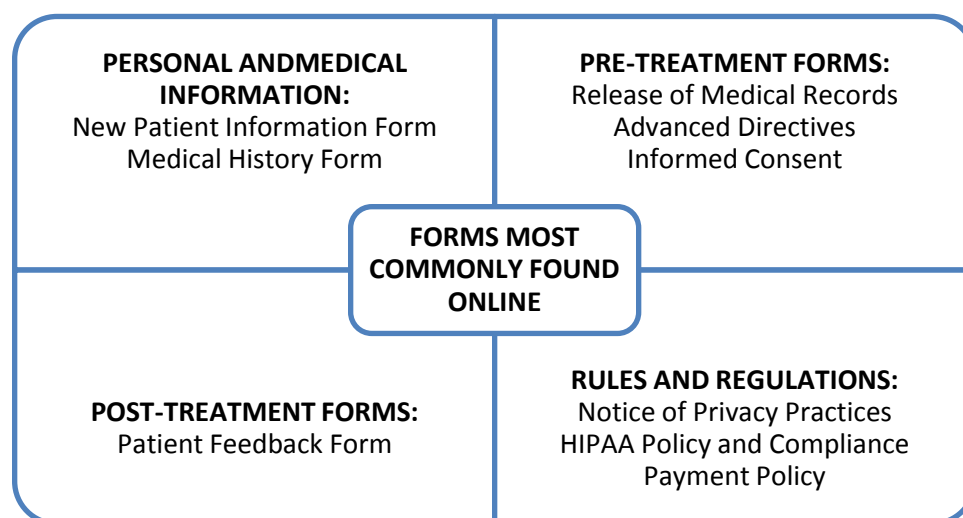 PERSONAL ANDMEDICAL
INFORMATION:
New Patient Information Form
Medical History Form
PRE-TREATMENT FORMS:
Release of Medical Records
Advanced Directives
Informed Consent
FORMS MOST
COMMONLY FOUND
ONLINE
POST-TREATMENT FORMS:
Patient Feedback Form
RULES AND REGULATIONS:
Notice of Privacy Practices
HIPAA Policy and Compliance
Payment Policy